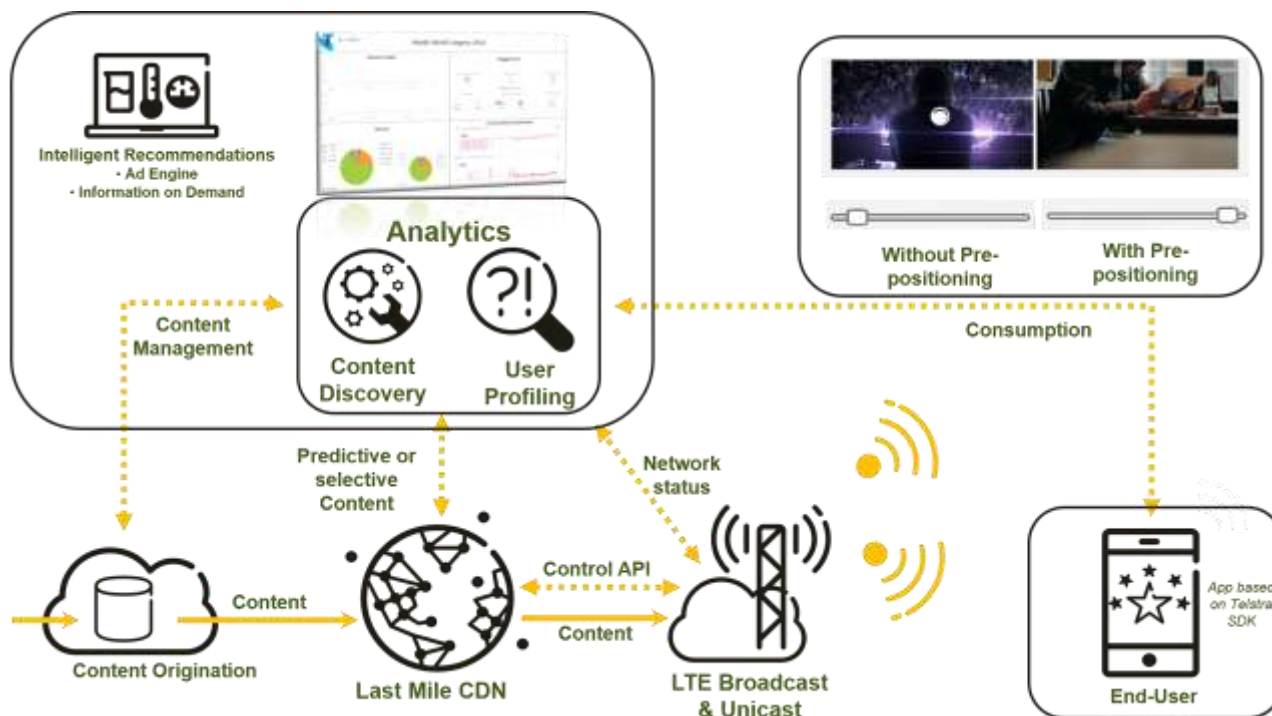 Intelligent Recommendations
- Ad Engine
- Information on Demand
Analytics
Content
Discovery
User
Profiling
Without Pre-
positioning
With Pre-
positioning
Content
Management
Consumption
Predictive or
selective
Content
Network
status
Control API
Content
Content
Content Origination
Last Mile CDN
LTE Broadcast
& Unicast
App based
on Telstra
SDK
End-User
?!